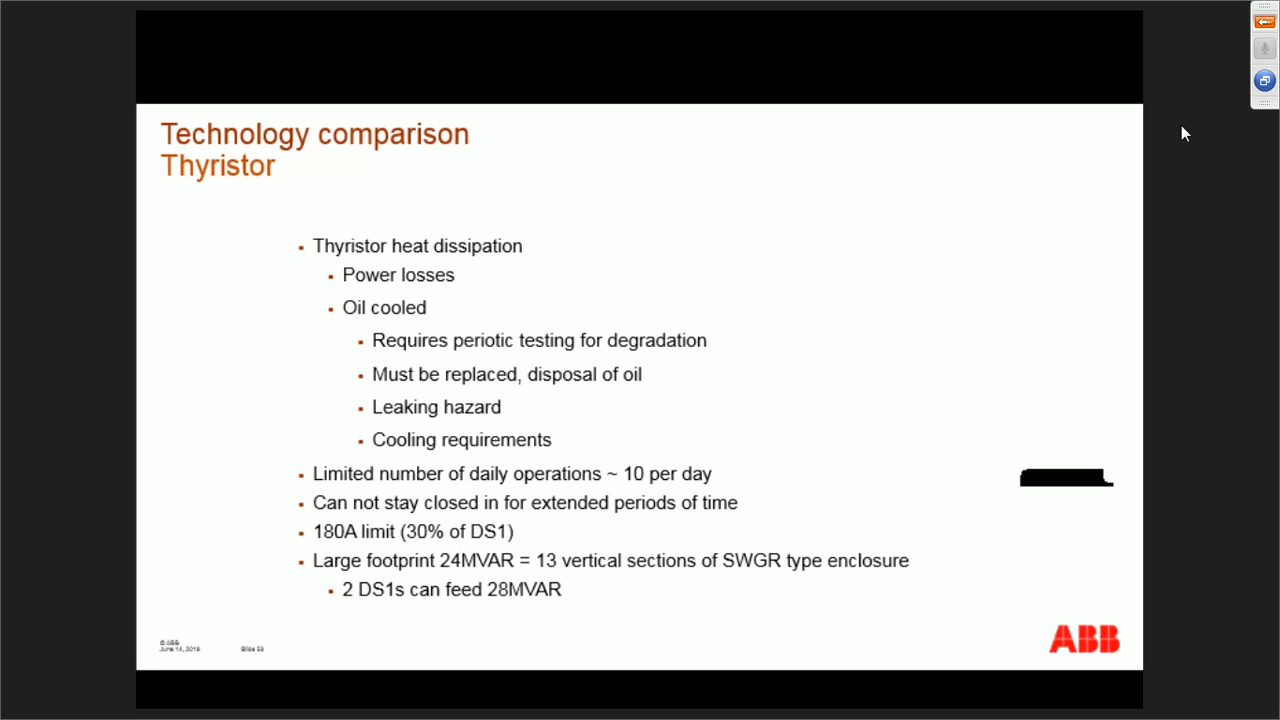 Technology comparison
Thyristor
Thyristor heat dissipation
Power losses
Oil cooled
Requires periotic testing for degradation
Must be replaced, disposal of oil
Leaking hazard
Cooling requirements
Limited number of daily operations ~ 10 per day
Can not stay closed in for extended periods of time
180A limit (30% of DS1)
Large footprint 24MVAR = 13 vertical sections of SWGR type enclosure
2 DS1s can feed 28MVAR
© ABB
ABB